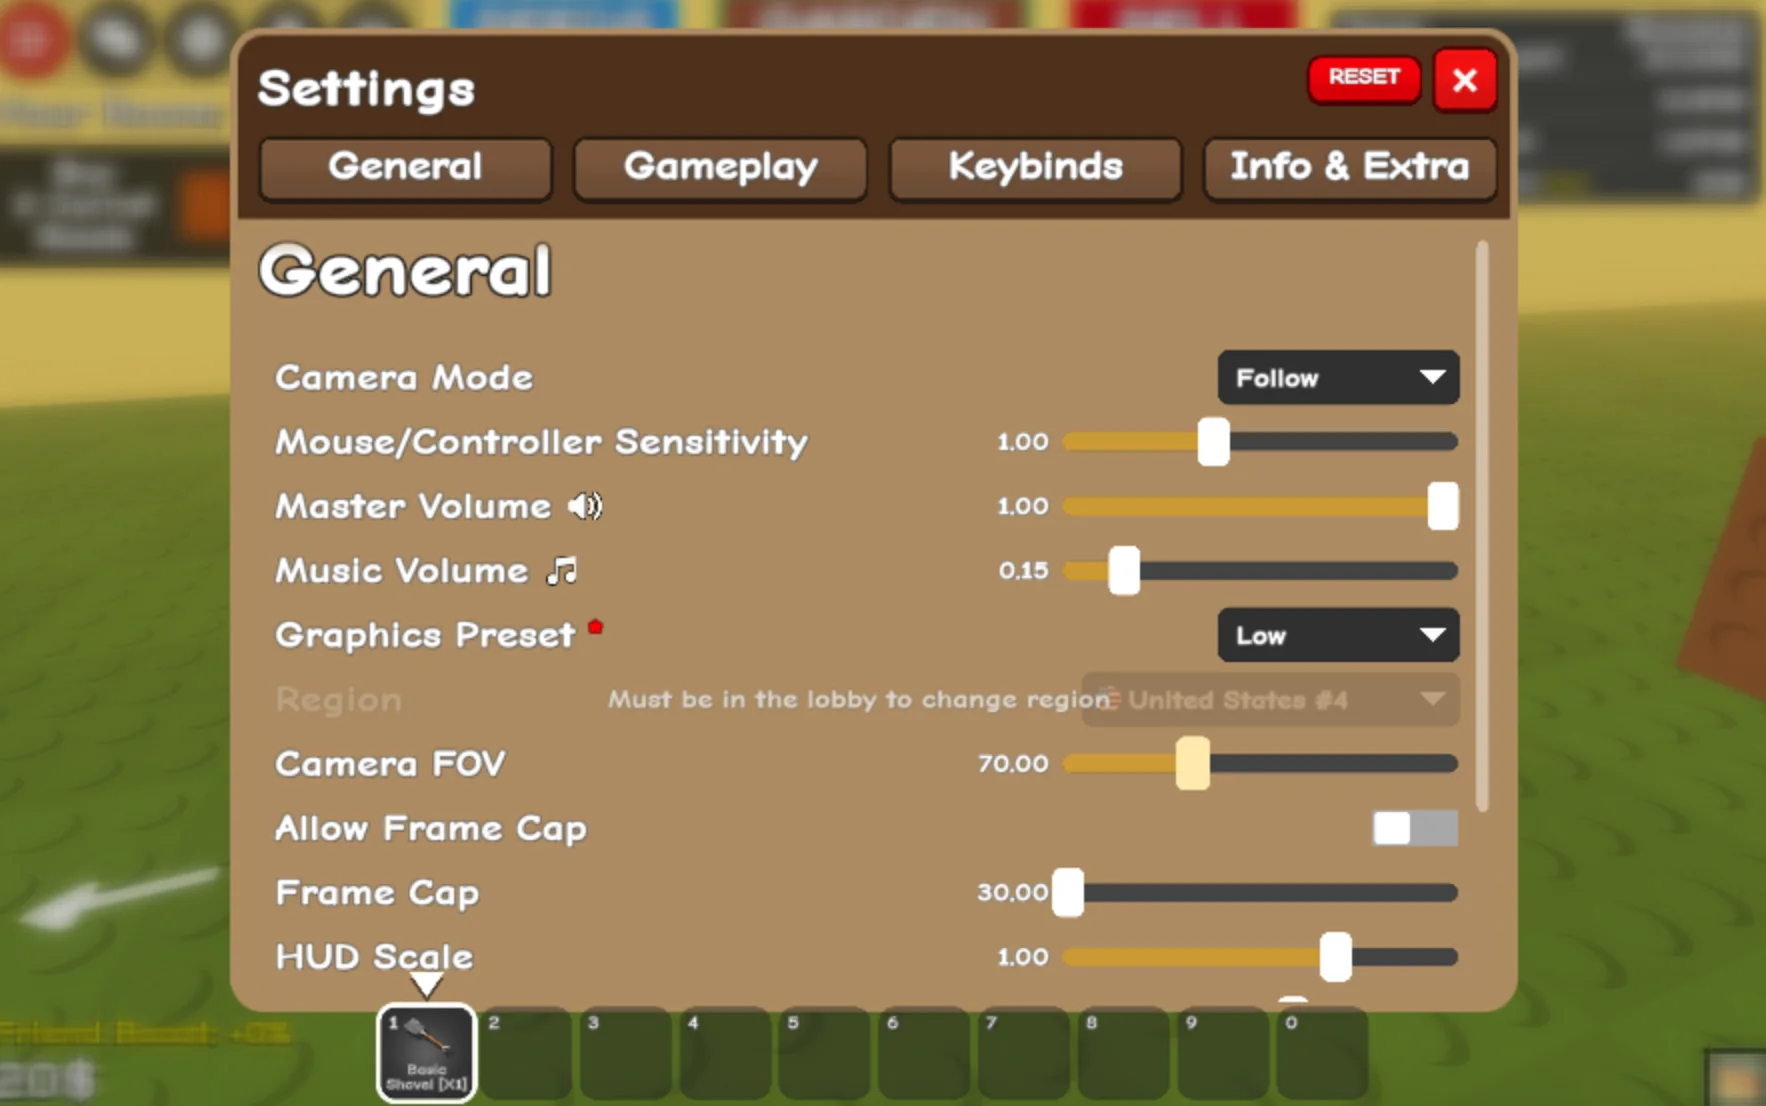 Settings
RESET
General
Gameplay
Keybinds
Info & Extra
General
Camera Mode
Follow
Mouse/Controller Sensitivity
1.00
Master Volume
1.00
Music Volume
0.15
Graphics Preset
Low
Region
Must be in the lobby to change region
United States #4
Camera FOV
70.00
Allow Frame Cap
Frame Cap
30.00
HUD Scale
1.00
1
2
3
4
5
6
7
8
9
0
Basic
Shovel [X1]
20$